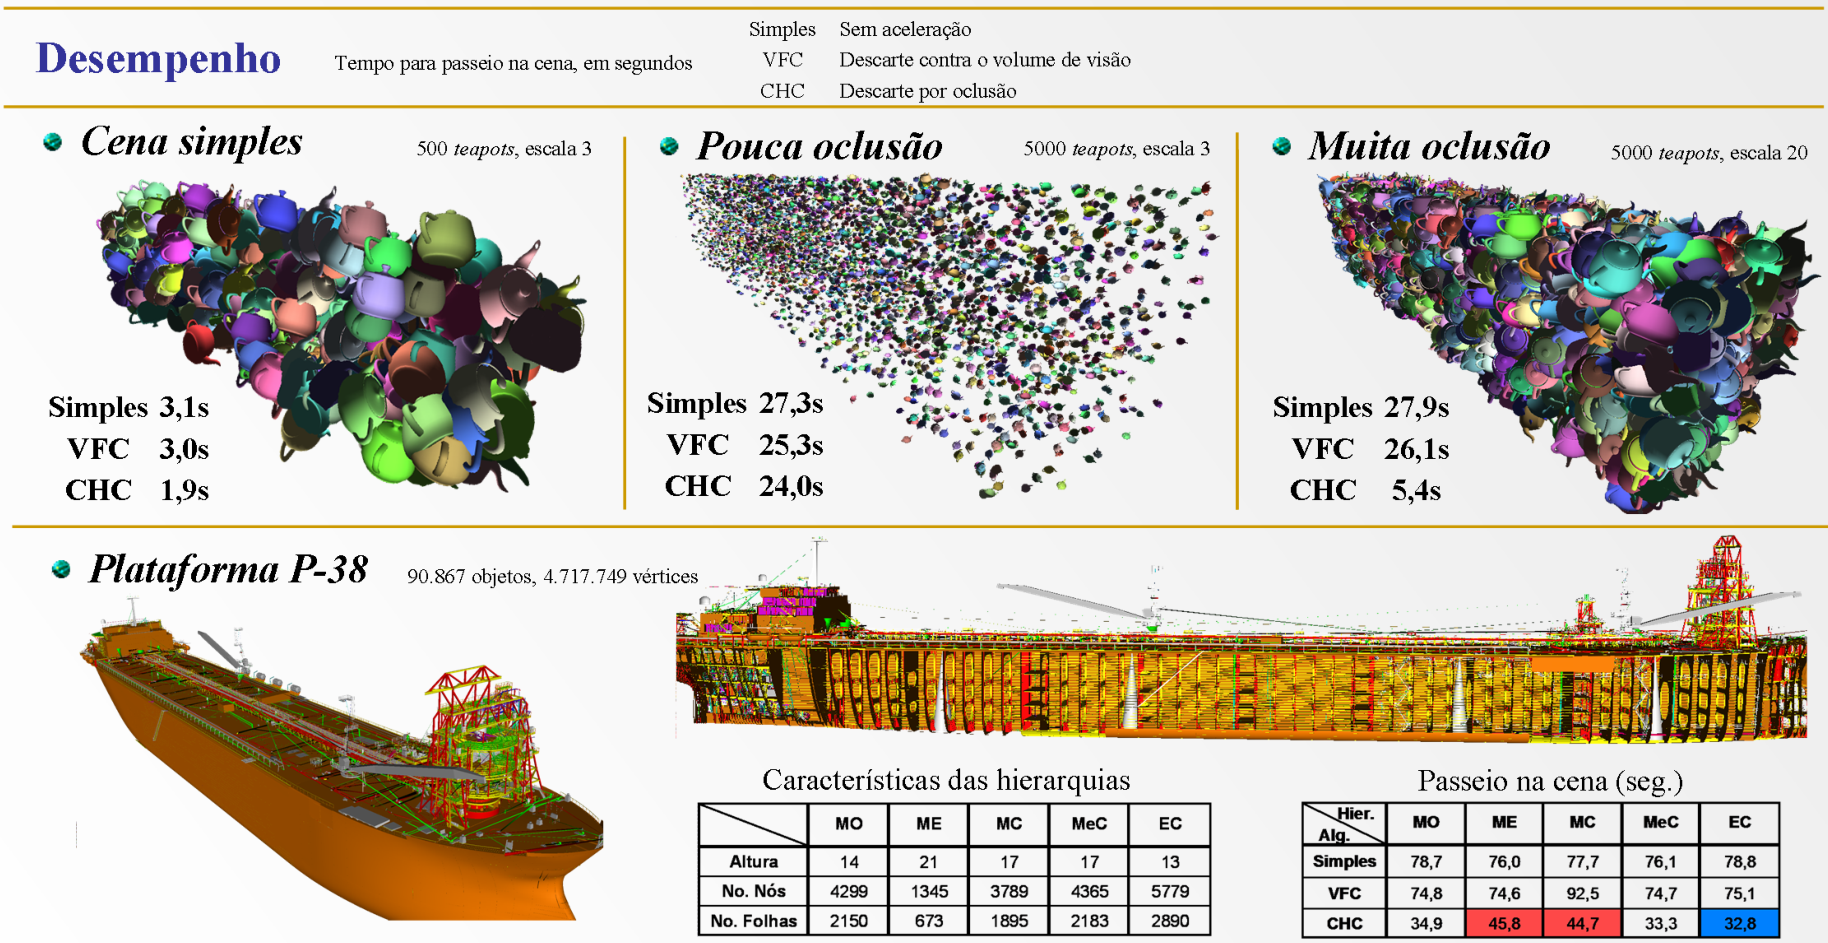 Desempenho
Tempo para passeio na cena, em segundos
Simples Sem aceleração
VFC Descarte contra o volume de visão
CHC Descarte por oclusão
Cena simples
500 teapots, escala 3
Simples 3,1s
VFC 3,0s
CHC 1,9s
Pouca oclusão
5000 teapots, escala 3
Simples 27,3s
VFC 25,3s
CHC 24,0s
Muita oclusão
5000 teapots, escala 20
Simples 27,9s
VFC 26,1s
CHC 5,4s
Plataforma P-38
90.867 objetos, 4.717.749 vértices
Características das hierarquias
MO ME MC MeC EC
Altura 14 21 17 17 13
No. Nós 4299 1345 3789 4365 5779
No. Folhas 2150 673 1895 2183 2890
Passeio na cena (seg.)
Hier. Alg. MO ME MC MeC EC
Simples 78,7 76,0 77,7 76,1 78,8
VFC 74,8 74,6 92,5 74,7 75,1
CHC 34,9 45,8 44,7 33,3 32,8